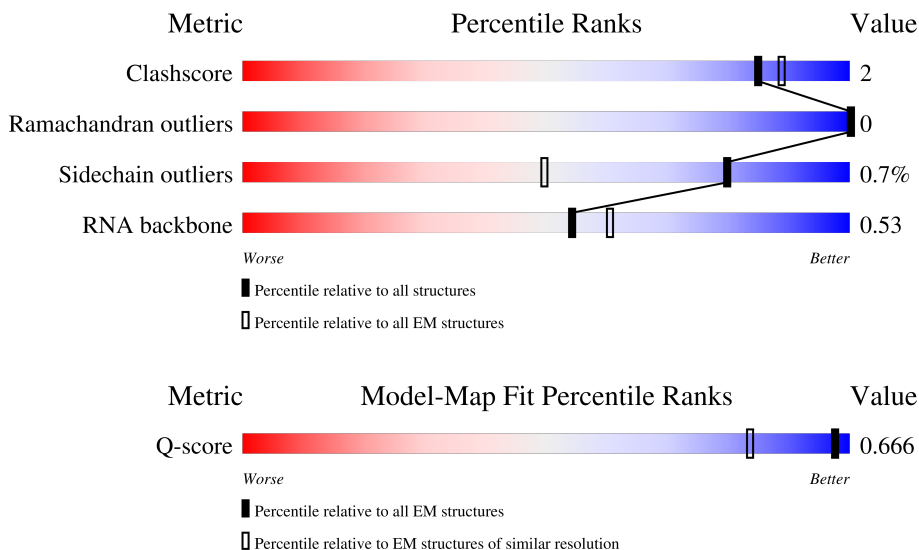 Metric Percentile Ranks Value
Clashscore 2
Ramachandran outliers 0
Sidechain outliers 0.7%
RNA backbone 0.53
Worse Better
Percentile relative to all structures
Percentile relative to all EM structures
Metric Model-Map Fit Percentile Ranks Value
Q-score 0.666
Worse Better
Percentile relative to all EM structures
Percentile relative to EM structures of similar resolution